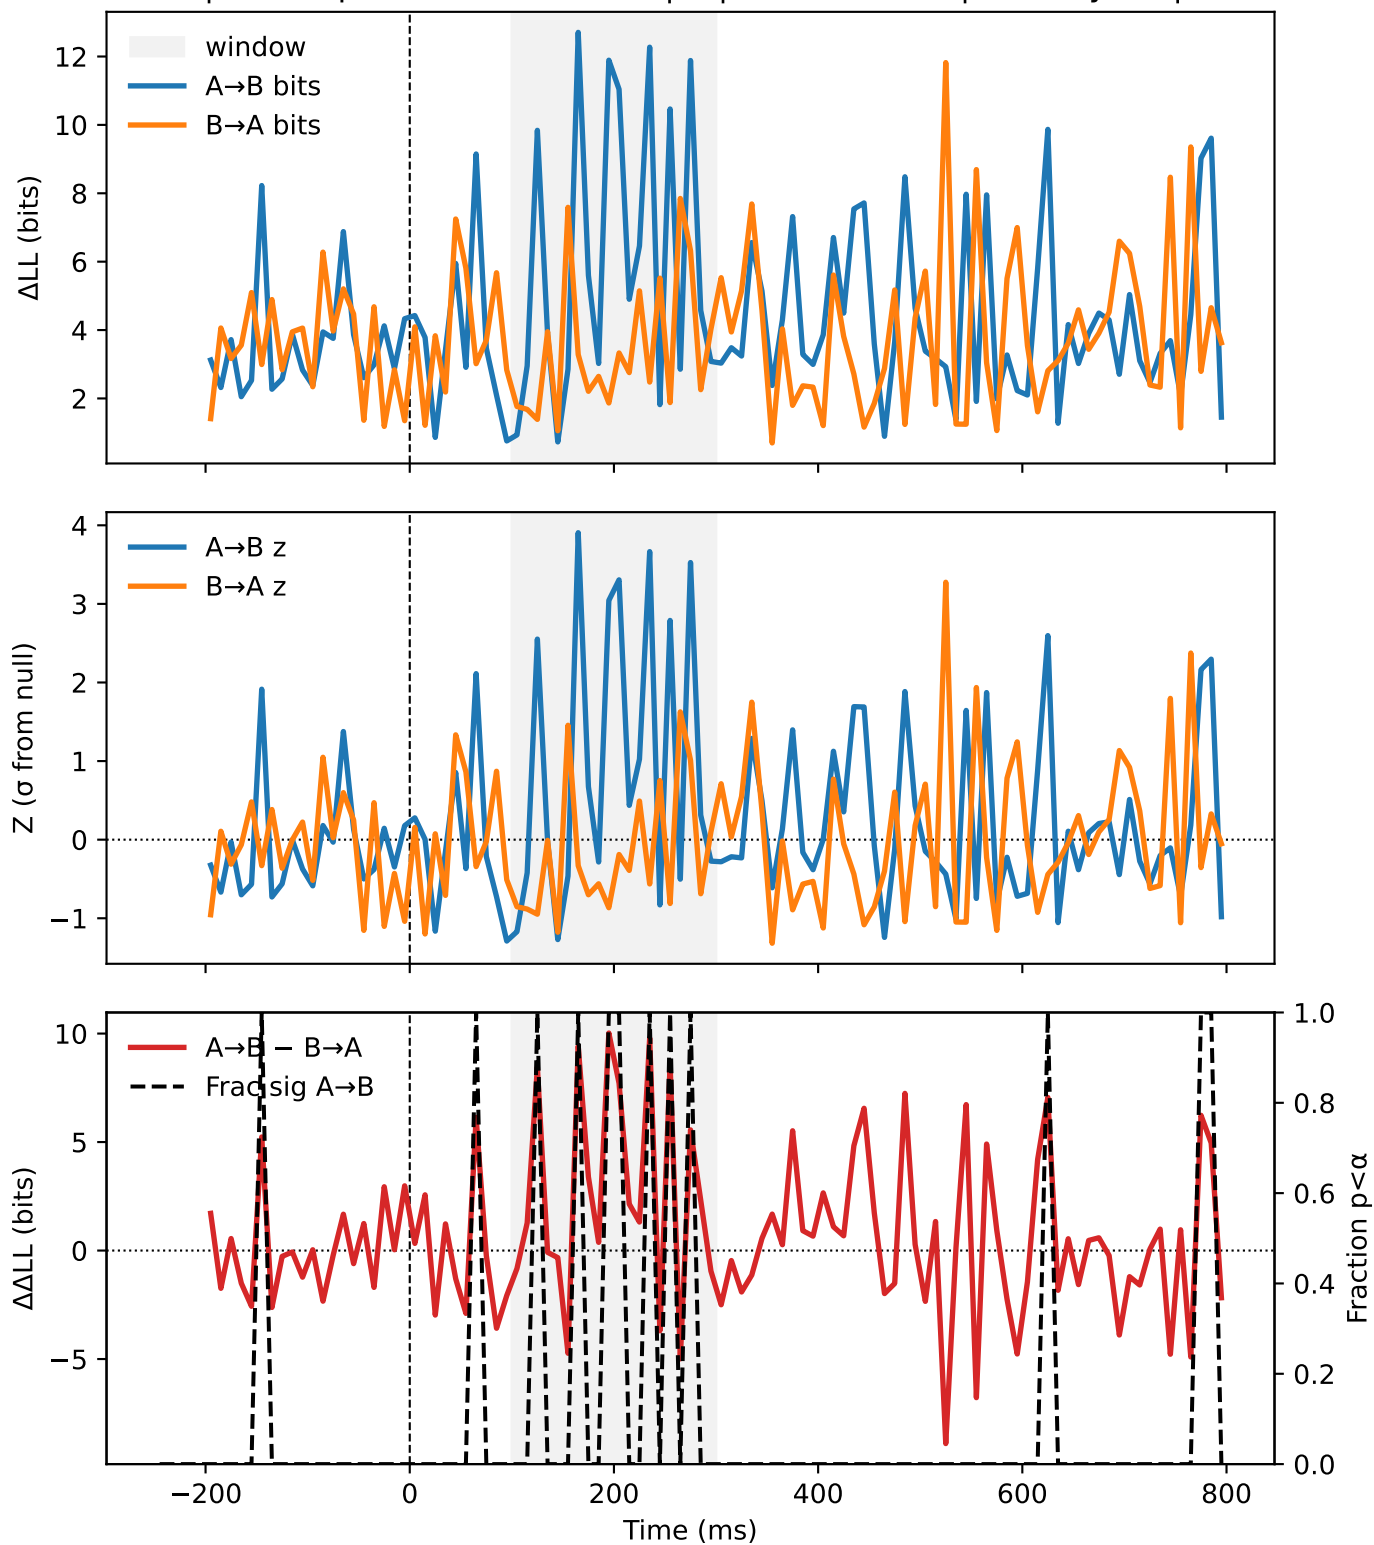 12
10
8
6
4
2
ΔLL (bits)
window
A→B bits
B→A bits
4
3
2
1
0
−1
Z (σ from null)
A→B z
B→A z
10
5
0
−5
ΔΔLL (bits)
A→B − B→A
Frac sig A→B
1.0
0.8
0.6
0.4
0.2
0.0
Fraction p<α
−200 0 200 400 600 800
Time (ms)